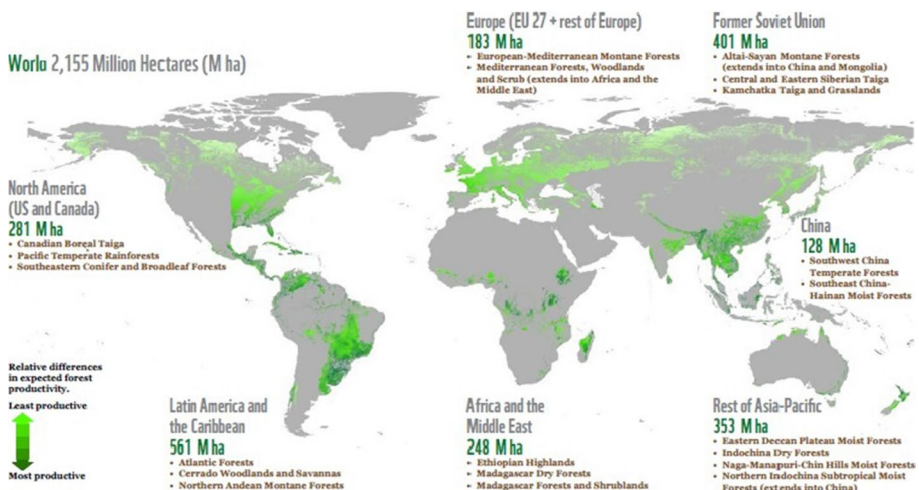 World 2,155 Million Hectares (M ha)
Europe (EU 27 + rest of Europe)
183 M ha
- European-Mediterranean Montane Forests
- Mediterranean Forests, Woodlands
and Scrub (extends into Africa and the
Middle East)
Former Soviet Union
401 M ha
• Altai-Sayan Montane Forests
(extends into China and Mongolia)
• Central and Eastern Siberian Taiga
• Kamchatka Taiga and Grasslands
North America
(US and Canada)
281 M ha
• Canadian Boreal Taiga
• Pacific Temperate Rainforests
• Southeastern Conifer and Broadleaf Forests
China
128 M ha
• Southwest China
Temperate Forests
• Southeast China-
Hainan Moist Forests
Relative differences
in expected forest
productivity.
Least productive
Most productive
Latin America and
the Caribbean
561 M ha
• Atlantic Forests
• Cerrado Woodlands and Savannas
• Northern Andean Montane Forests
Africa and the
Middle East
248 M ha
- Ethiopian Highlands
- Madagascar Dry Forests
- Madagascar Forests and Shrublands
Rest of Asia-Pacific
353 M ha
• Eastern Deccan Plateau Moist Forests
• Indochina Dry Forests
• Naga-Manapuri-Chin Hills Moist Forests
• Northern Indochina Subtropical Moist
Forests (extends into China)